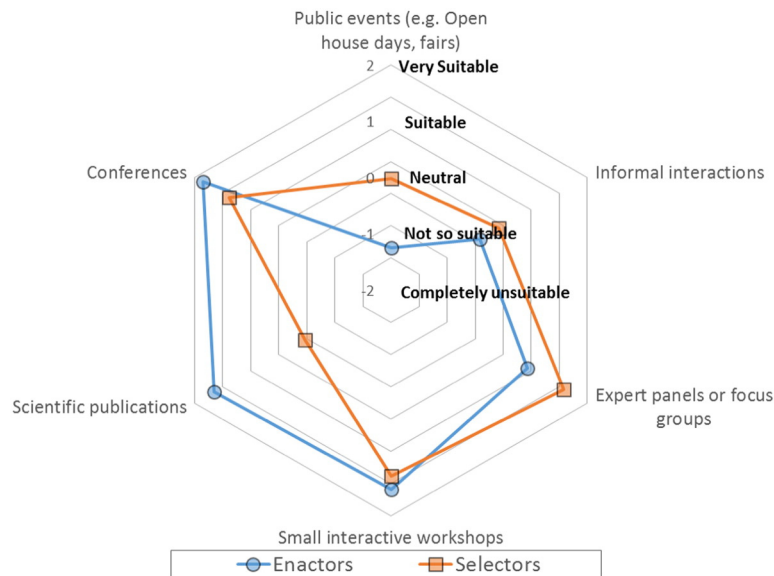 Public events (e.g. Open
house days, fairs)
2 Very Suitable
1 Suitable
Conferences
Informal interactions
0 Neutral
-1 Not so suitable
-2 Completely unsuitable
Scientific publications
Expert panels or focus
groups
Small interactive workshops
Enactors Selectors